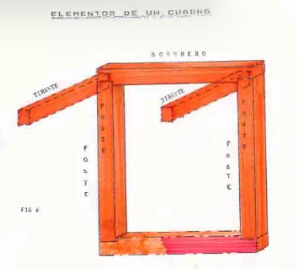 ELEMENTOS DE UN CUADRO
SOMBRERO
TIRANTE
TIRANTE
POSTE
POSTE
POSTE
POSTE
FIG 6